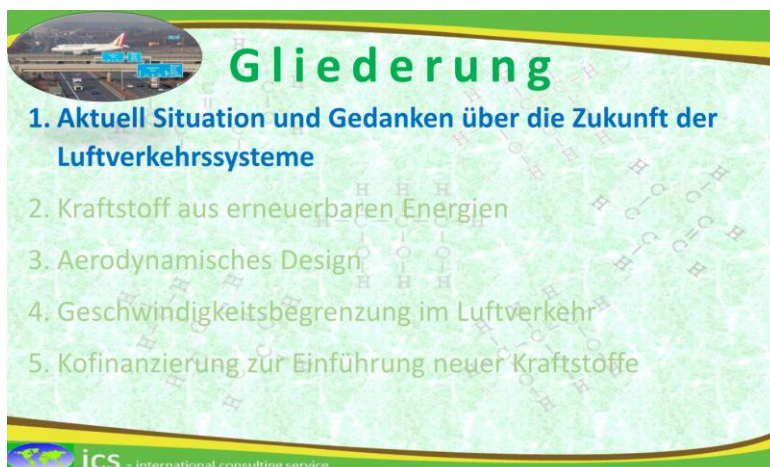 Gliederung
1. Aktuell Situation und Gedanken über die Zukunft der
Luftverkehrssysteme
2. Kraftstoff aus erneuerbaren Energien
3. Aerodynamisches Design
4. Geschwindigkeitsbegrenzung im Luftverkehr
5. Kofinanzierung zur Einführung neuer Kraftstoffe
ics - international consulting service